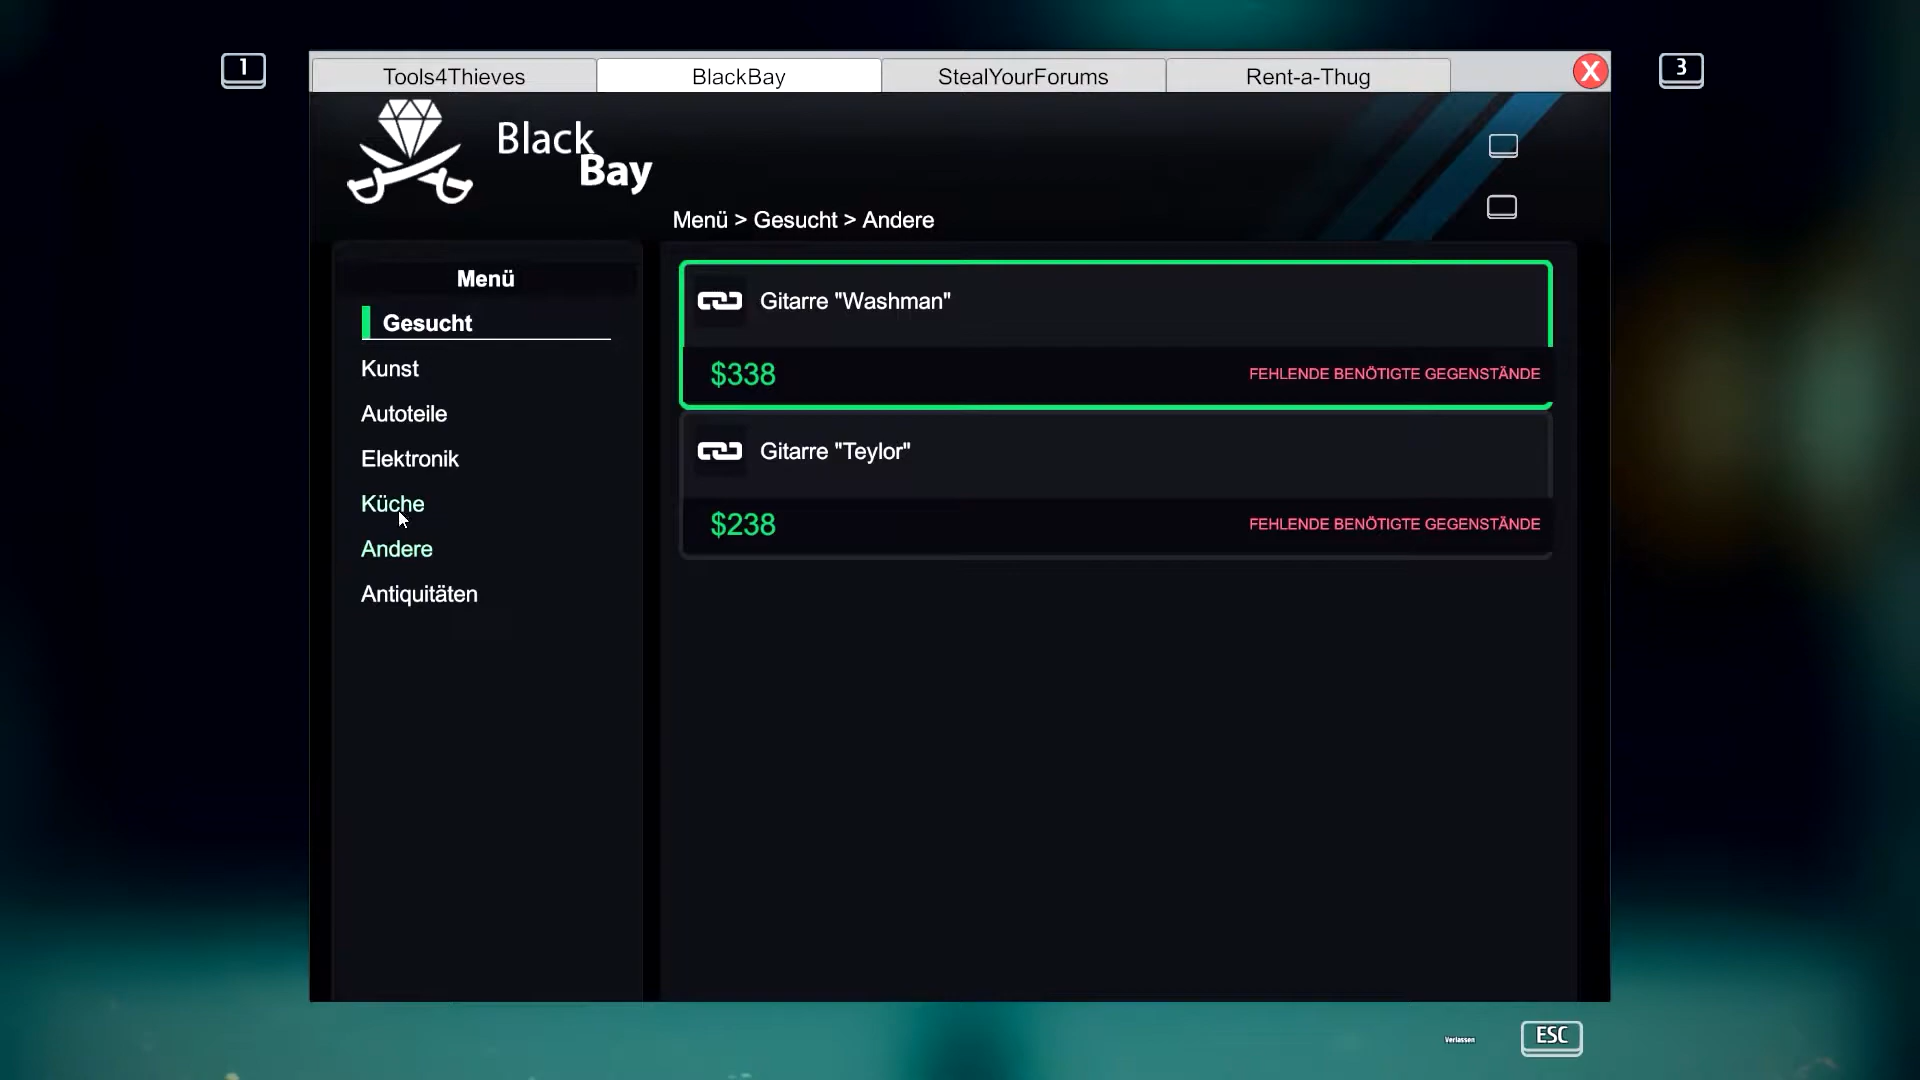 1
Tools4Thieves
BlackBay
StealYourForums
Rent-a-Thug
X
3
Black
Bay
Menü > Gesucht > Andere
Menü
Gesucht
Kunst
Autoteile
Elektronik
Küche
Andere
Antiquitäten
Gitarre "Washman"
$338
FEHLENDE BENÖTIGTE GEGENSTÄNDE
Gitarre "Teylor"
$238
FEHLENDE BENÖTIGTE GEGENSTÄNDE
Verlassen
ESC